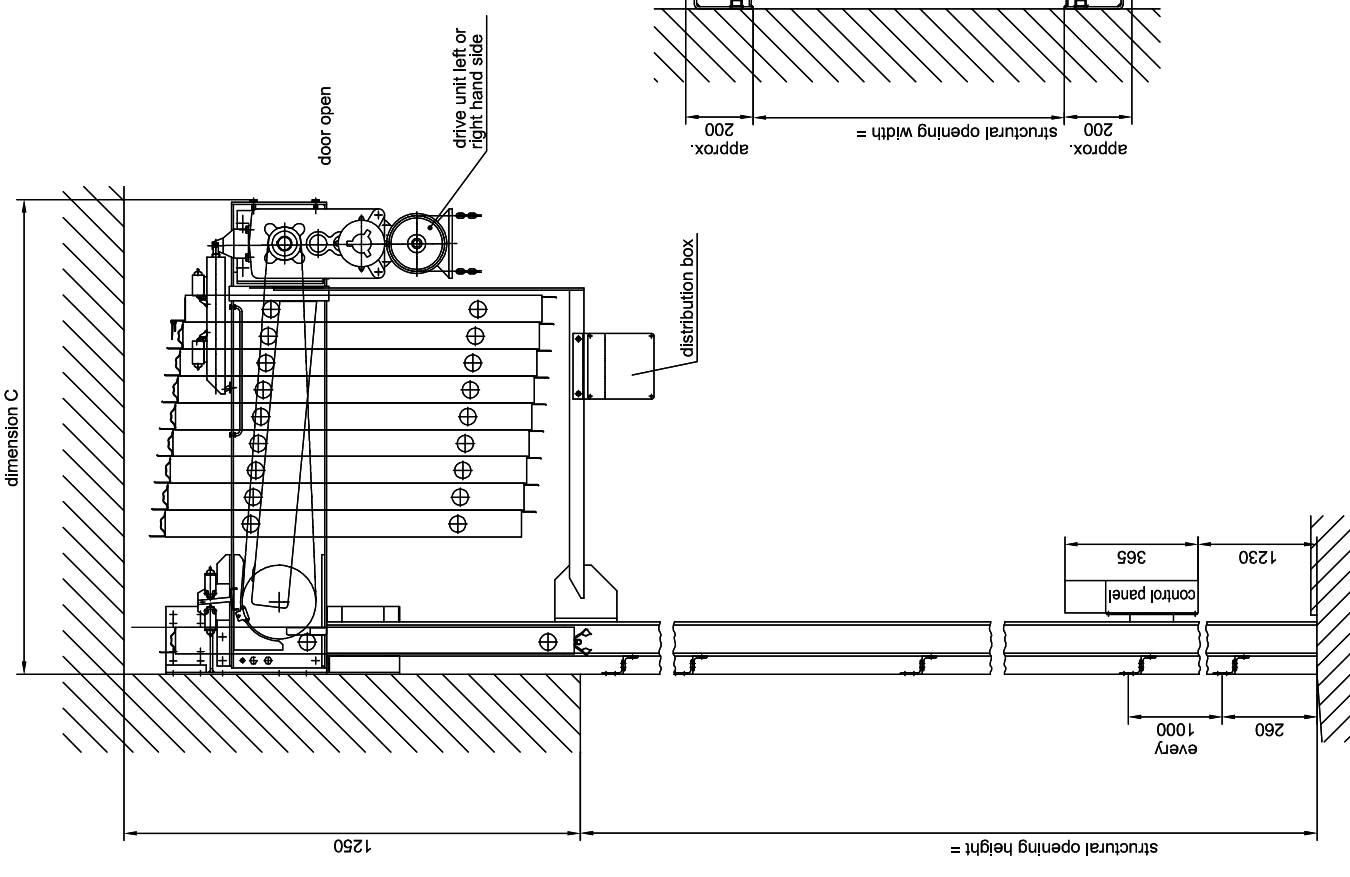 drive unit left or
right hand side
door open
approx.
200
structural opening width =
approx.
200
distribution box
dimension C
365
1230
control panel
every
1000
260
1250
structural opening height =